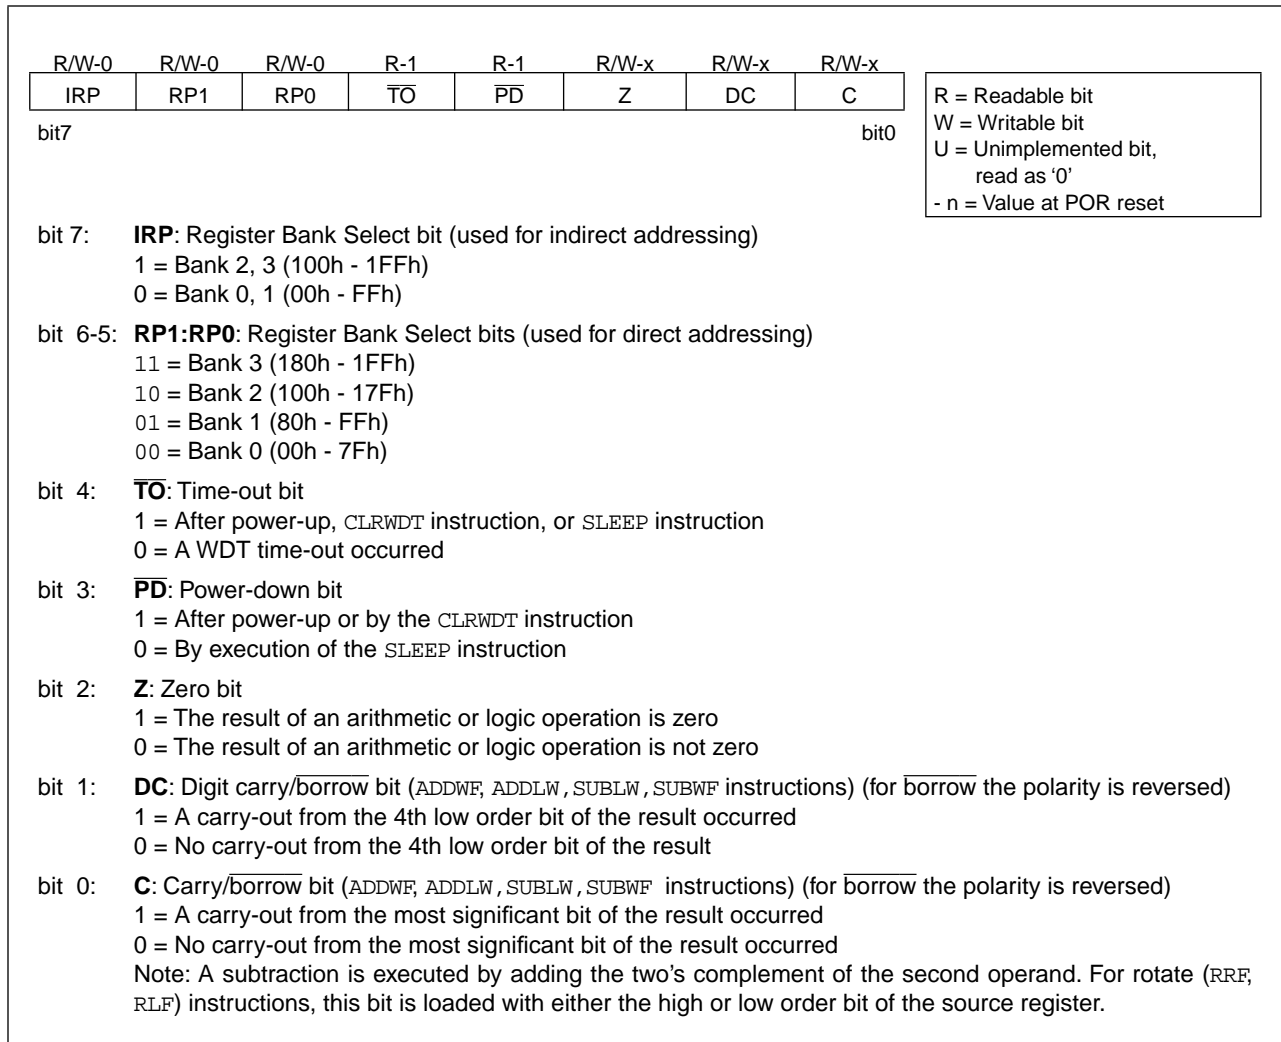 R/W-0 R/W-0 R/W-0 R-1 R-1 R/W-x R/W-x R/W-x
IRP RP1 RP0 T̅O̅ P̅D̅ Z DC C
bit7 bit0
R = Readable bit
W = Writable bit
U = Unimplemented bit,
read as ‘0’
- n = Value at POR reset
bit 7: IRP: Register Bank Select bit (used for indirect addressing)
1 = Bank 2, 3 (100h - 1FFh)
0 = Bank 0, 1 (00h - FFh)
bit 6-5: RP1:RP0: Register Bank Select bits (used for direct addressing)
11 = Bank 3 (180h - 1FFh)
10 = Bank 2 (100h - 17Fh)
01 = Bank 1 (80h - FFh)
00 = Bank 0 (00h - 7Fh)
bit 4: T̅O̅: Time-out bit
1 = After power-up, CLRWDT instruction, or SLEEP instruction
0 = A WDT time-out occurred
bit 3: P̅D̅: Power-down bit
1 = After power-up or by the CLRWDT instruction
0 = By execution of the SLEEP instruction
bit 2: Z: Zero bit
1 = The result of an arithmetic or logic operation is zero
0 = The result of an arithmetic or logic operation is not zero
bit 1: DC: Digit carry/b̅o̅r̅r̅o̅w̅ bit (ADDWF, ADDLW,SUBLW,SUBWF instructions) (for b̅o̅r̅r̅o̅w̅ the polarity is reversed)
1 = A carry-out from the 4th low order bit of the result occurred
0 = No carry-out from the 4th low order bit of the result
bit 0: C: Carry/b̅o̅r̅r̅o̅w̅ bit (ADDWF, ADDLW,SUBLW,SUBWF instructions) (for b̅o̅r̅r̅o̅w̅ the polarity is reversed)
1 = A carry-out from the most significant bit of the result occurred
0 = No carry-out from the most significant bit of the result occurred
Note: A subtraction is executed by adding the two’s complement of the second operand. For rotate (RRF,
RLF) instructions, this bit is loaded with either the high or low order bit of the source register.